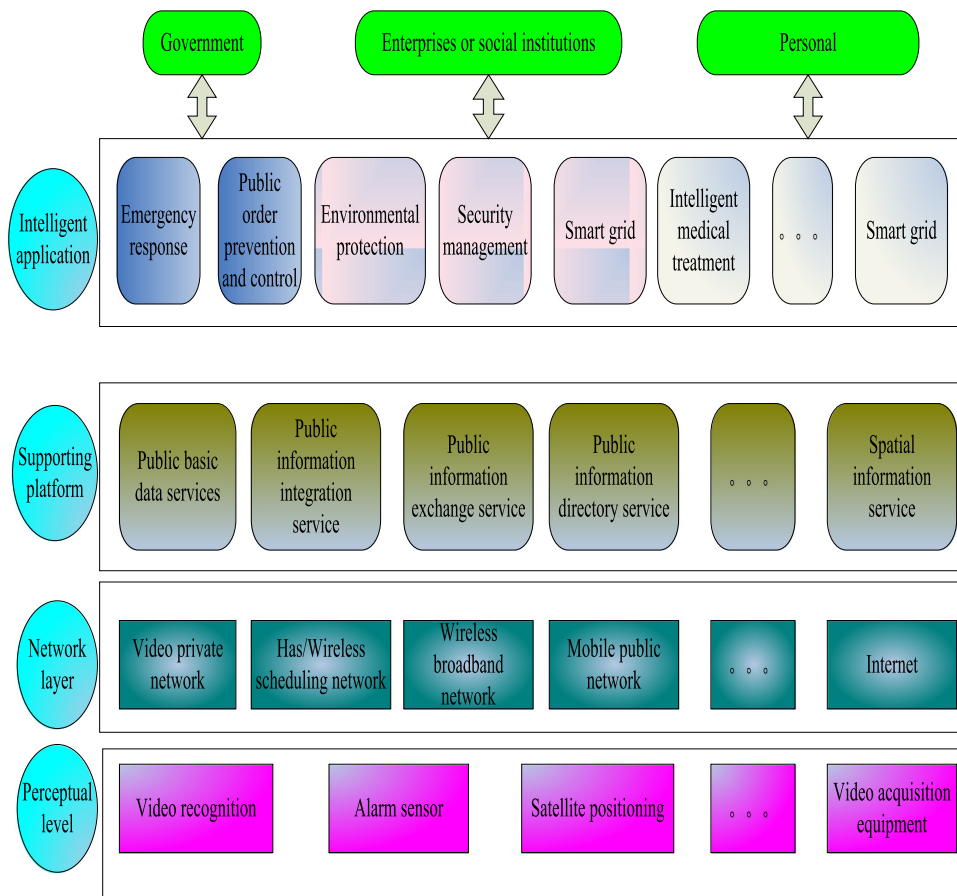 Government
Enterprises or social institutions
Personal
Intelligent
application
Emergency
response
Public
order
prevention
and control
Environmental
protection
Security
management
Smart grid
Intelligent
medical
treatment
。。。
Smart grid
Supporting
platform
Public basic
data services
Public
information
integration
service
Public
information
exchange service
Public
information
directory service
。。。
Spatial
information
service
Network
layer
Video private
network
Has/Wireless
scheduling network
Wireless
broadband
network
Mobile public
network
。。。
Internet
Perceptual
level
Video recognition
Alarm sensor
Satellite positioning
。。。
Video acquisition
equipment